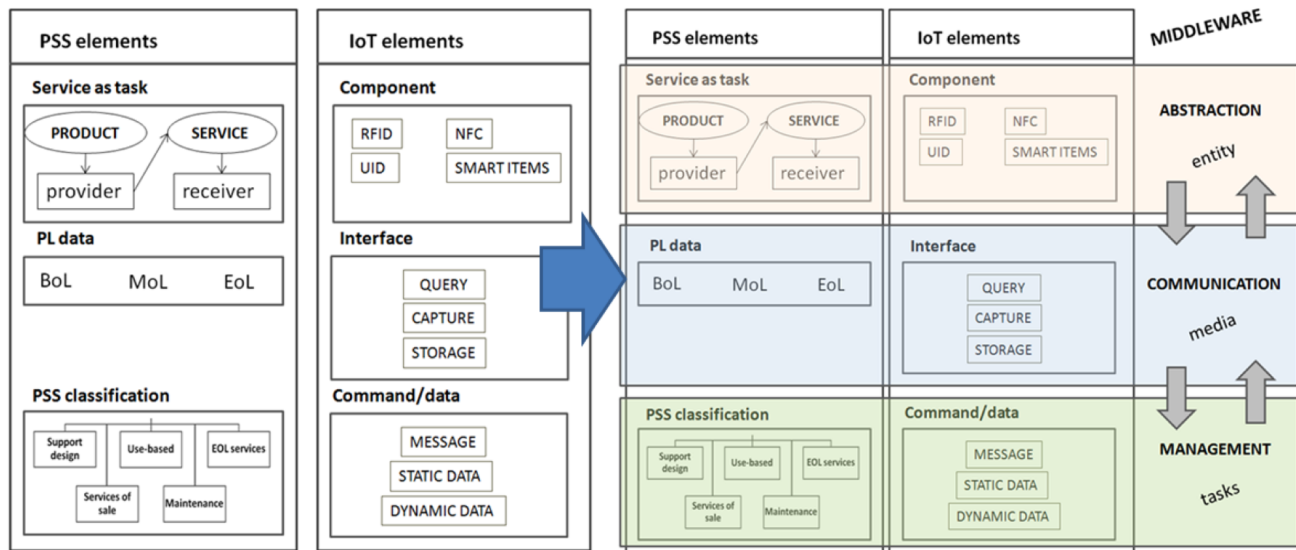 PSS elements
Service as task
PRODUCT
SERVICE
provider
receiver
PL data
BoL MoL EoL
PSS classification
Support
design
Use-based
EOL services
Services of
sale
Maintenance
IoT elements
Component
RFID
NFC
UID
SMART ITEMS
Interface
QUERY
CAPTURE
STORAGE
Command/data
MESSAGE
STATIC DATA
DYNAMIC DATA
PSS elements
Service as task
PRODUCT
SERVICE
provider
receiver
PL data
BoL MoL EoL
PSS classification
Support
design
Use-based
EOL services
Services of
sale
Maintenance
IoT elements
Component
RFID
NFC
UID
SMART ITEMS
Interface
QUERY
CAPTURE
STORAGE
Command/data
MESSAGE
STATIC DATA
DYNAMIC DATA
MIDDLEWARE
ABSTRACTION
entity
COMMUNICATION
media
MANAGEMENT
tasks